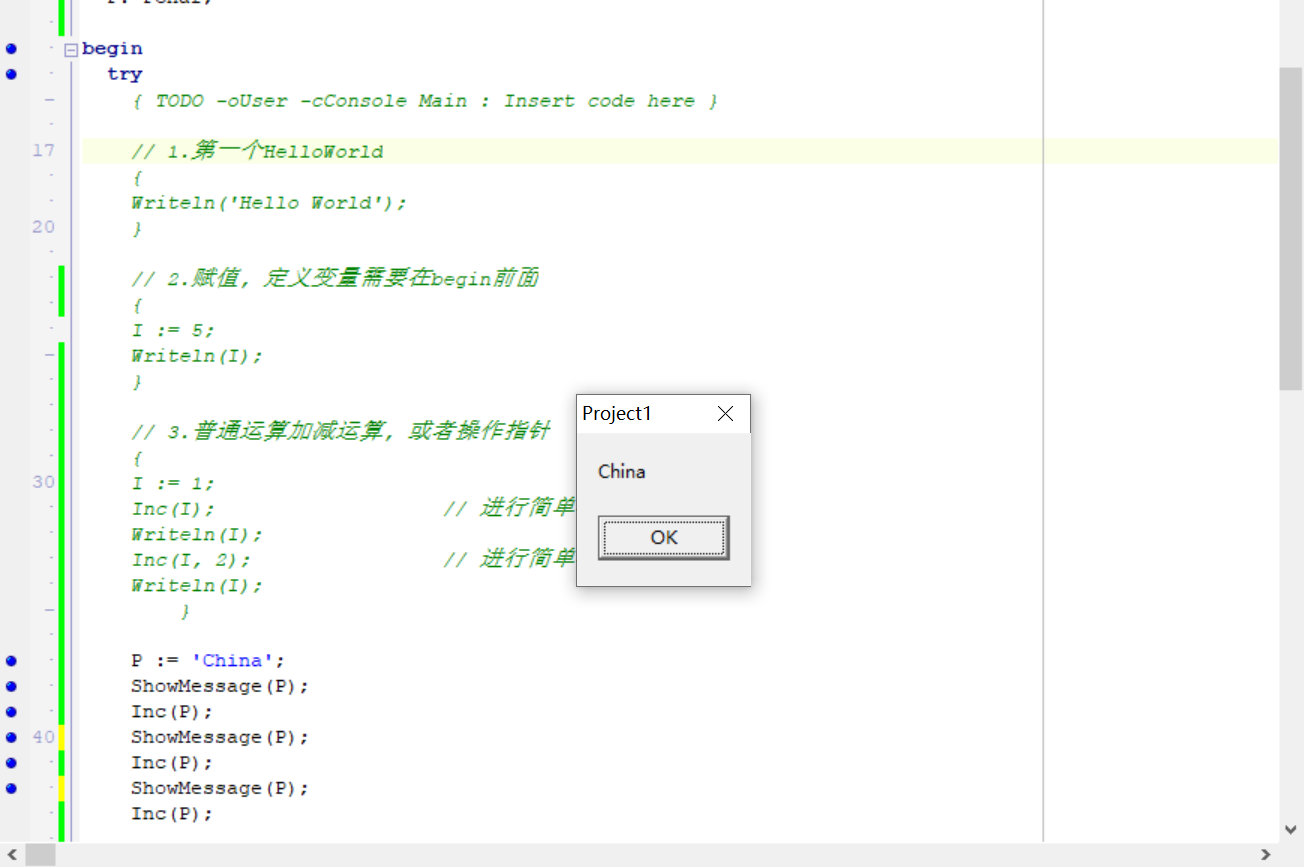 begin
try
{ TODO -oUser -cConsole Main : Insert code here }
17 // 1.第一个HelloWorld
{
Writeln('Hello World');
20 }
// 2.赋值, 定义变量需要在begin前面
{
I := 5;
Writeln(I);
}
// 3.普通运算加减运算, 或者操作指针
{
30 I := 1;
Inc(I); // 进行简单
Writeln(I);
Inc(I, 2); // 进行简单
Writeln(I);
}
P := 'China';
ShowMessage(P);
Inc(P);
40 ShowMessage(P);
Inc(P);
ShowMessage(P);
Inc(P);
Project1
China
OK